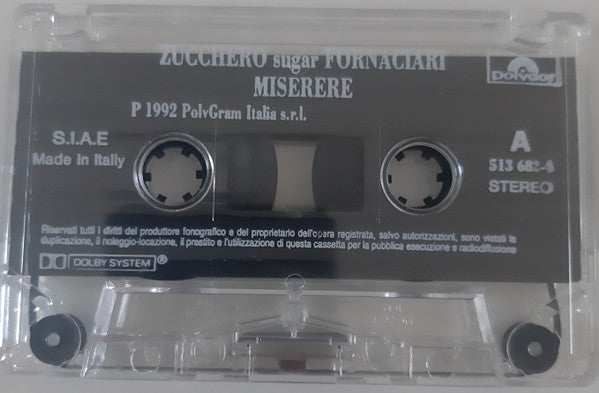 ZUCCHERO sugar FORNACIARI
MISERERE
P 1992 PolyGram Italia s.r.l.
Polydor
S.I.A.E
Made in Italy
A
513 682-4
STEREO
Riservati tutti i diritti del produttore fonografico e del proprietario dell'opera registrata, salvo autorizzazioni, sono vietati la
duplicazione, il noleggio-locazione, il prestito e l'utilizzazione di questa cassetta per la pubblica esecuzione e radiodiffusione
DOLBY SYSTEM®